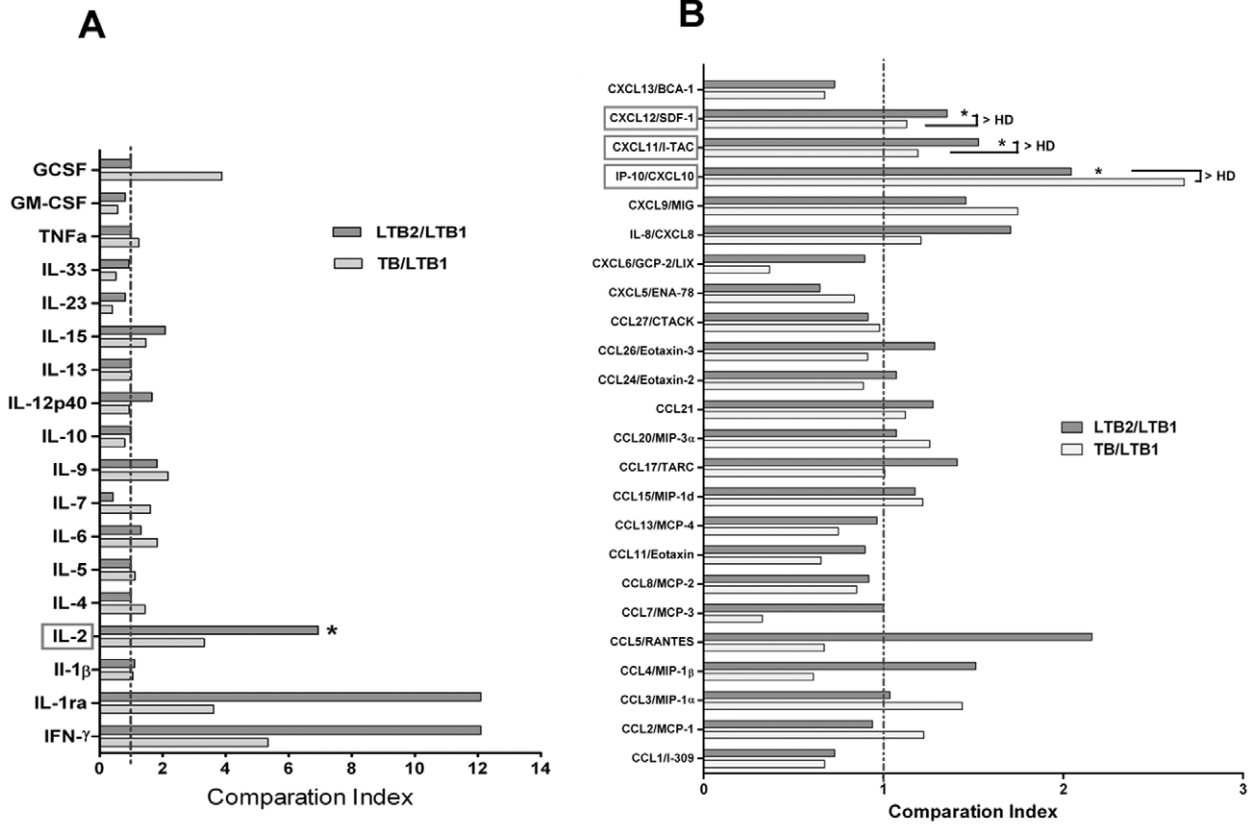 A
GCSF
GM-CSF
TNFa
IL-33
IL-23
IL-15
IL-13
IL-12p40
IL-10
IL-9
IL-7
IL-6
IL-5
IL-4
IL-2 *
Il-1β
IL-1ra
IFN-γ
LTB2/LTB1
TB/LTB1
0 2 4 6 8 10 12 14
Comparation Index
B
CXCL13/BCA-1
CXCL12/SDF-1 * > HD
CXCL11/I-TAC * > HD
IP-10/CXCL10 * > HD
CXCL9/MIG
IL-8/CXCL8
CXCL6/GCP-2/LIX
CXCL5/ENA-78
CCL27/CTACK
CCL26/Eotaxin-3
CCL24/Eotaxin-2
CCL21
CCL20/MIP-3α
CCL17/TARC
CCL15/MIP-1d
CCL13/MCP-4
CCL11/Eotaxin
CCL8/MCP-2
CCL7/MCP-3
CCL5/RANTES
CCL4/MIP-1β
CCL3/MIP-1α
CCL2/MCP-1
CCL1/I-309
LTB2/LTB1
TB/LTB1
0 1 2 3
Comparation Index